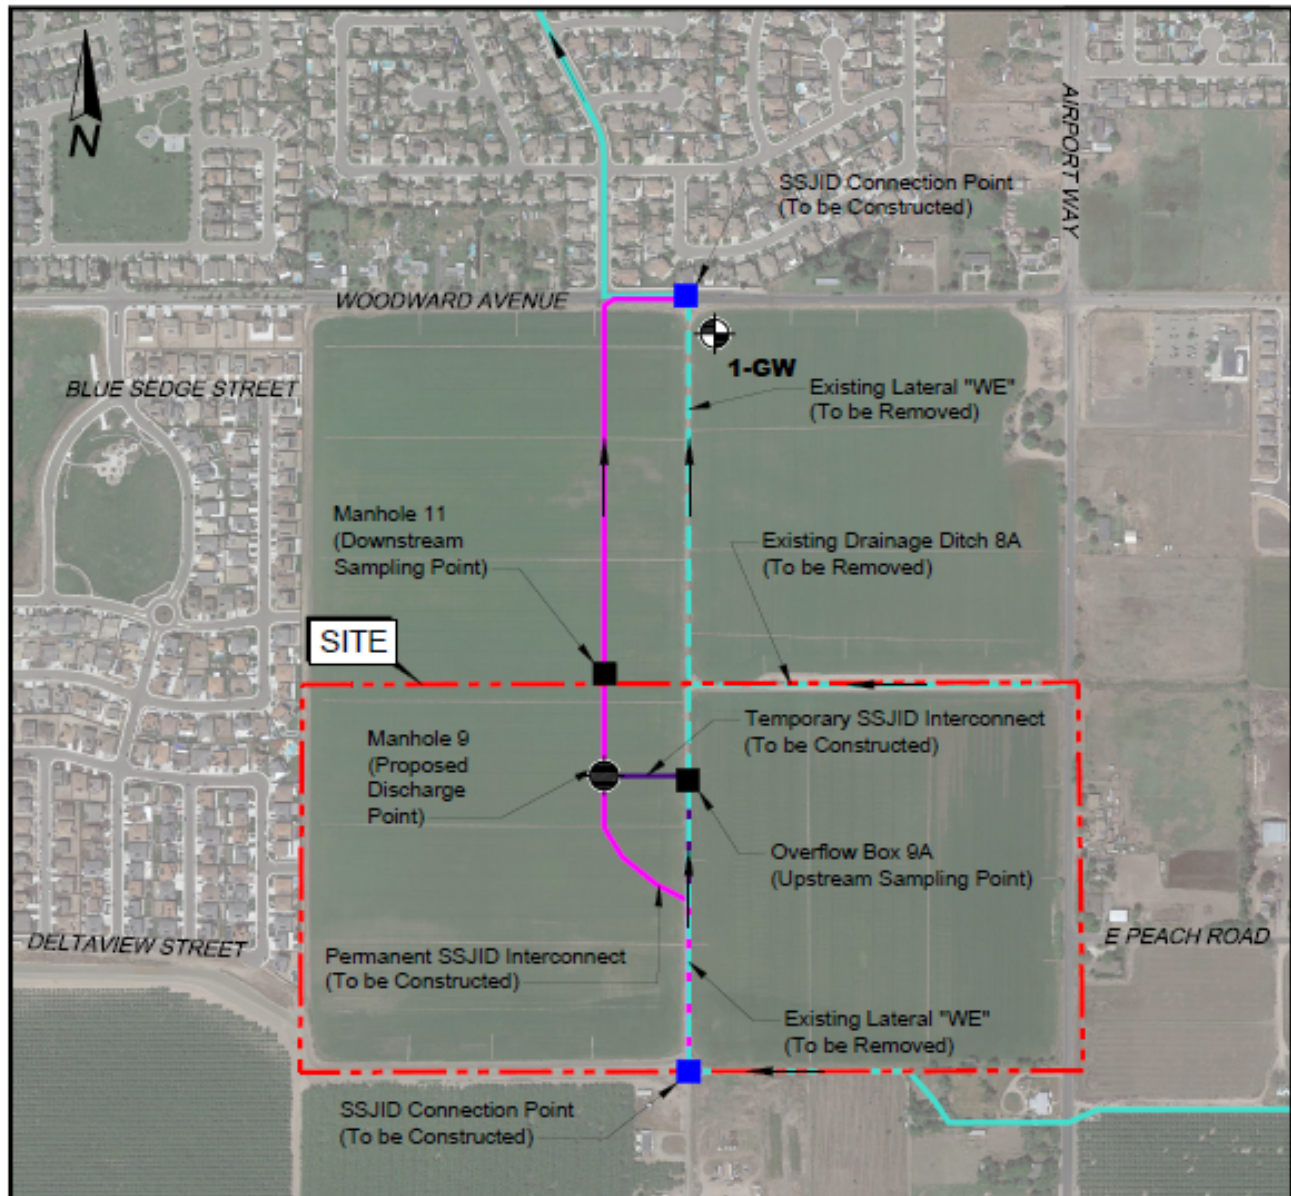 N
AIRPORT WAY
SSJID Connection Point
(To be Constructed)
WOODWARD AVENUE
1-GW
BLUE SEDGE STREET
Existing Lateral "WE"
(To be Removed)
Manhole 11
(Downstream
Sampling Point)
Existing Drainage Ditch 8A
(To be Removed)
SITE
Temporary SSJID Interconnect
(To be Constructed)
Manhole 9
(Proposed
Discharge
Point)
Overflow Box 9A
(Upstream Sampling Point)
DELTAVIEW STREET
E PEACH ROAD
Permanent SSJID Interconnect
(To be Constructed)
Existing Lateral "WE"
(To be Removed)
SSJID Connection Point
(To be Constructed)